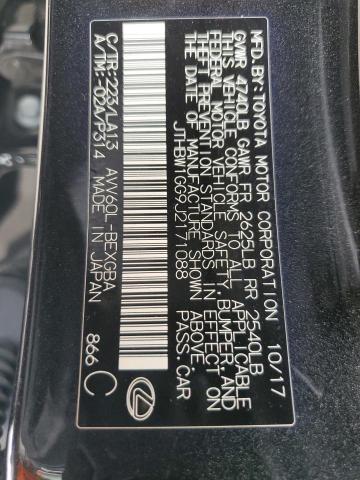 MFD. BY: TOYOTA MOTOR CORPORATION 10/17
GVWR 4740LB GAWR FR 2625LB RR 2540LB
THIS VEHICLE CONFORMS TO ALL APPLICABLE
FEDERAL MOTOR VEHICLE SAFETY, BUMPER, AND
THEFT PREVENTION STANDARDS IN EFFECT ON
THE DATE OF MANUFACTURE SHOWN ABOVE.
JTHBW1GG9J2171088 PASS. CAR
C/TR: 223/LA13 AVV60L-BEXGBA
A/TM: -02A/P314 MADE IN JAPAN 866 C